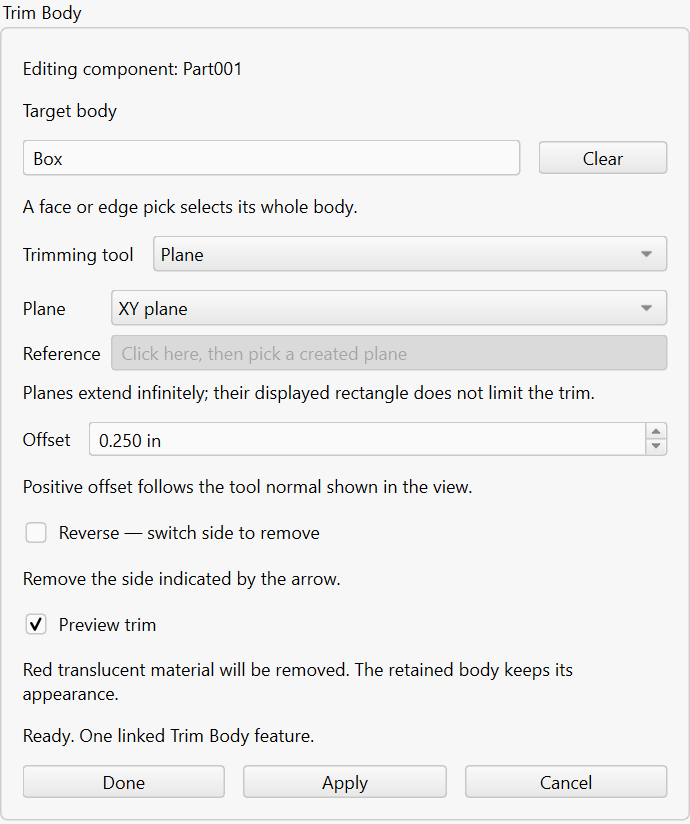 Trim Body
Editing component: Part001
Target body
Box
Clear
A face or edge pick selects its whole body.
Trimming tool
Plane
Plane
XY plane
Reference
Click here, then pick a created plane
Planes extend infinitely; their displayed rectangle does not limit the trim.
Offset
0.250 in
Positive offset follows the tool normal shown in the view.
Reverse — switch side to remove
Remove the side indicated by the arrow.
Preview trim
Red translucent material will be removed. The retained body keeps its
appearance.
Ready. One linked Trim Body feature.
Done
Apply
Cancel